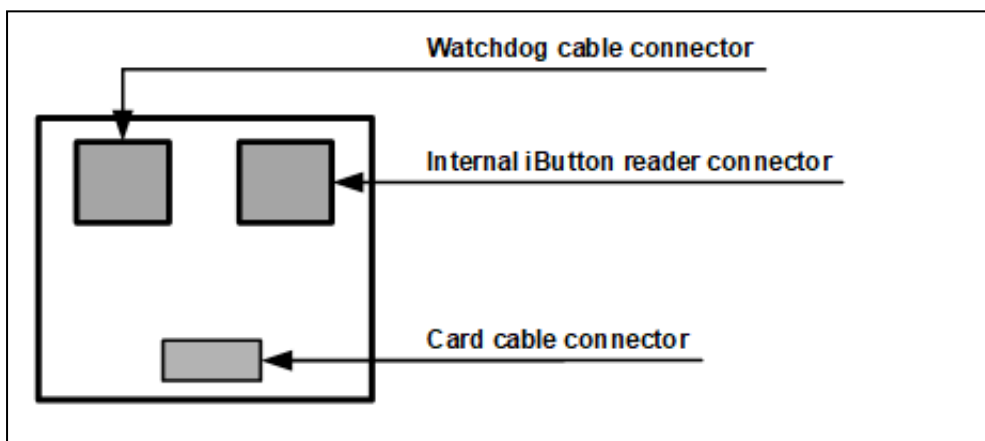 Watchdog cable connector
Internal iButton reader connector
Card cable connector